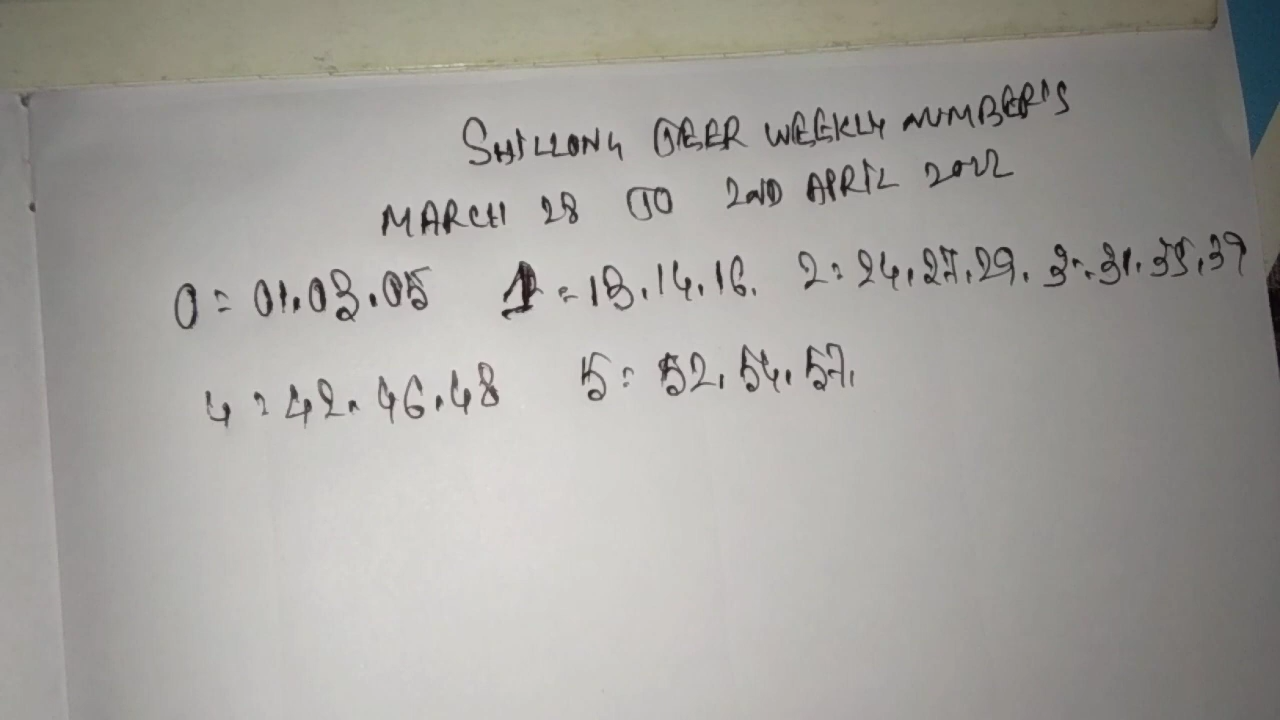 SHILLONG TEER WEEKLY NUMBER'S
MARCH 28 TO 2ND APRIL 2022
0 = 01.03.05 1 = 13.14.16. 2 = 24.27.29. 3 = 31.35.39
4 = 42. 46.48 5 = 52.54.57.